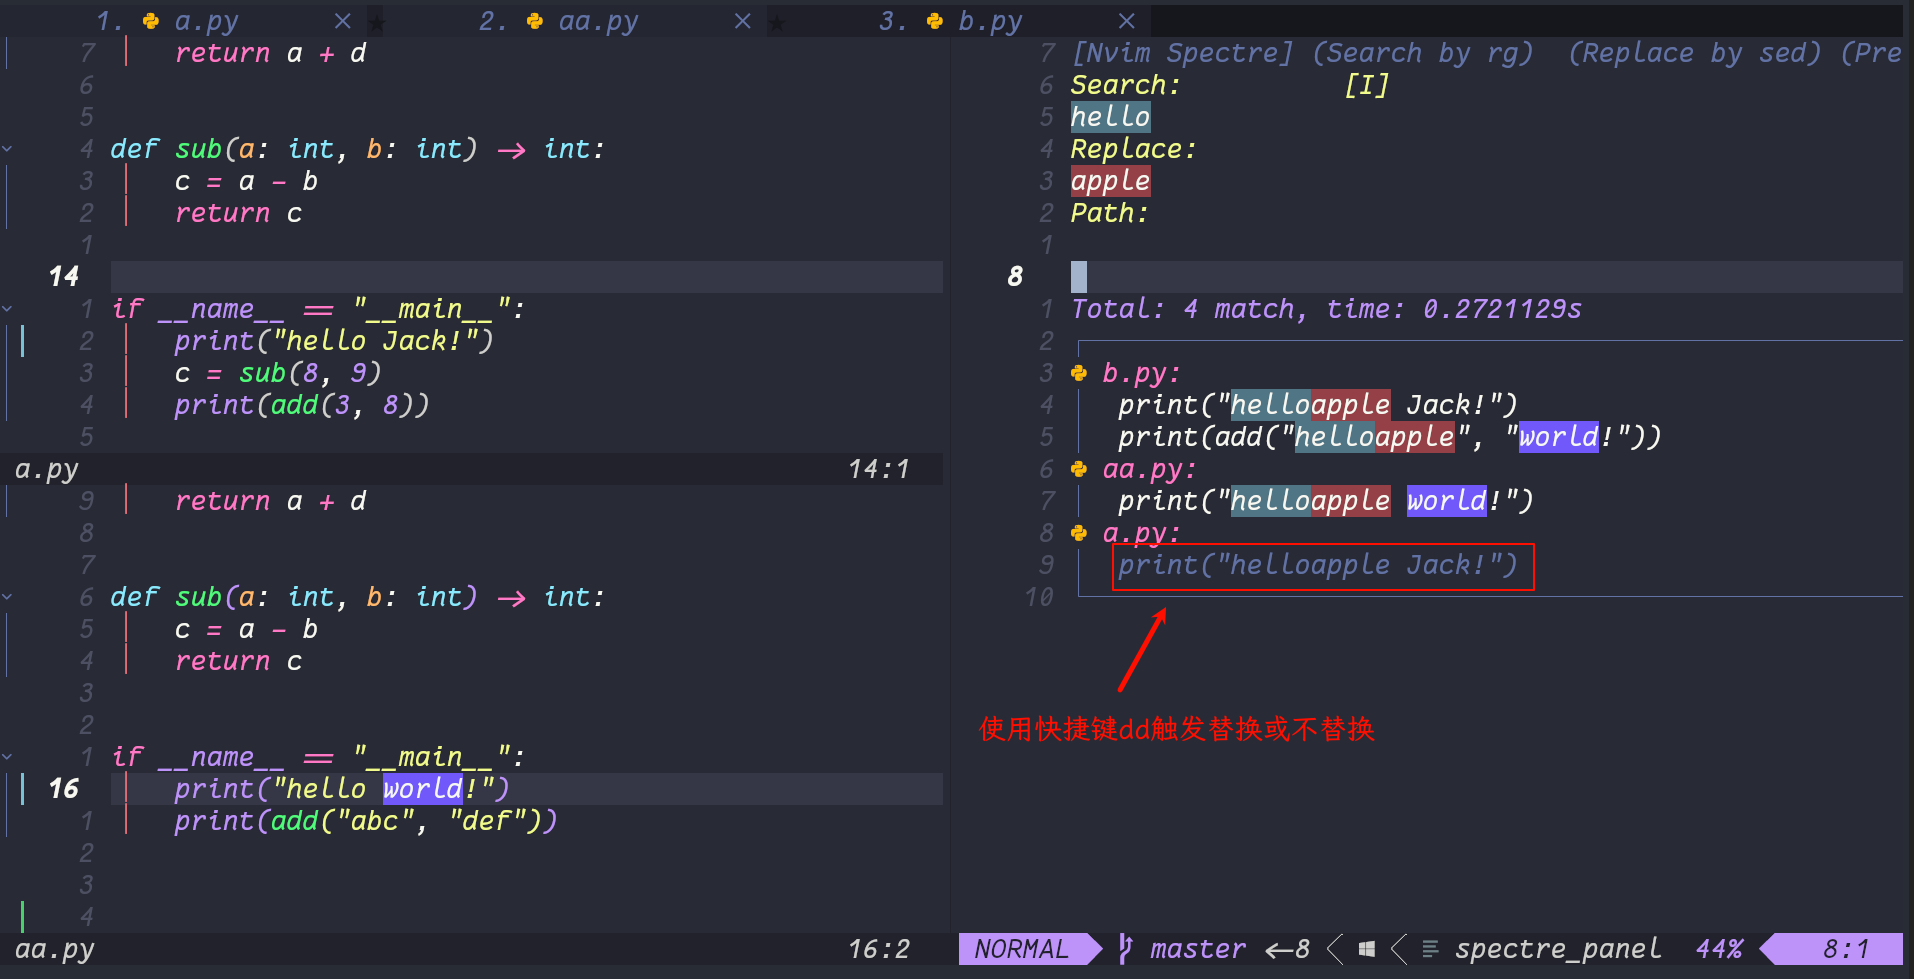 1. a.py × ★ 2. aa.py × ★ 3. b.py ×
7 return a + d
6
5
4 def sub(a: int, b: int) -> int:
3 c = a - b
2 return c
1
14
1 if __name__ == "__main__":
2 print("hello Jack!")
3 c = sub(8, 9)
4 print(add(3, 8))
5
a.py 14:1
9 return a + d
8
7
6 def sub(a: int, b: int) -> int:
5 c = a - b
4 return c
3
2
1 if __name__ == "__main__":
16 print("hello world!")
1 print(add("abc", "def"))
2
3
4
aa.py 16:2
7 [Nvim Spectre] (Search by rg) (Replace by sed) (Pre
6 Search: [I]
5 hello
4 Replace:
3 apple
2 Path:
1
8
1 Total: 4 match, time: 0.2721129s
2
3 b.py:
4 print("helloapple Jack!")
5 print(add("helloapple", "world!"))
6 aa.py:
7 print("helloapple world!")
8 a.py:
9 print("helloapple Jack!")
10
使用快捷键dd触发替换或不替换
NORMAL master ←8 spectre_panel 44% 8:1